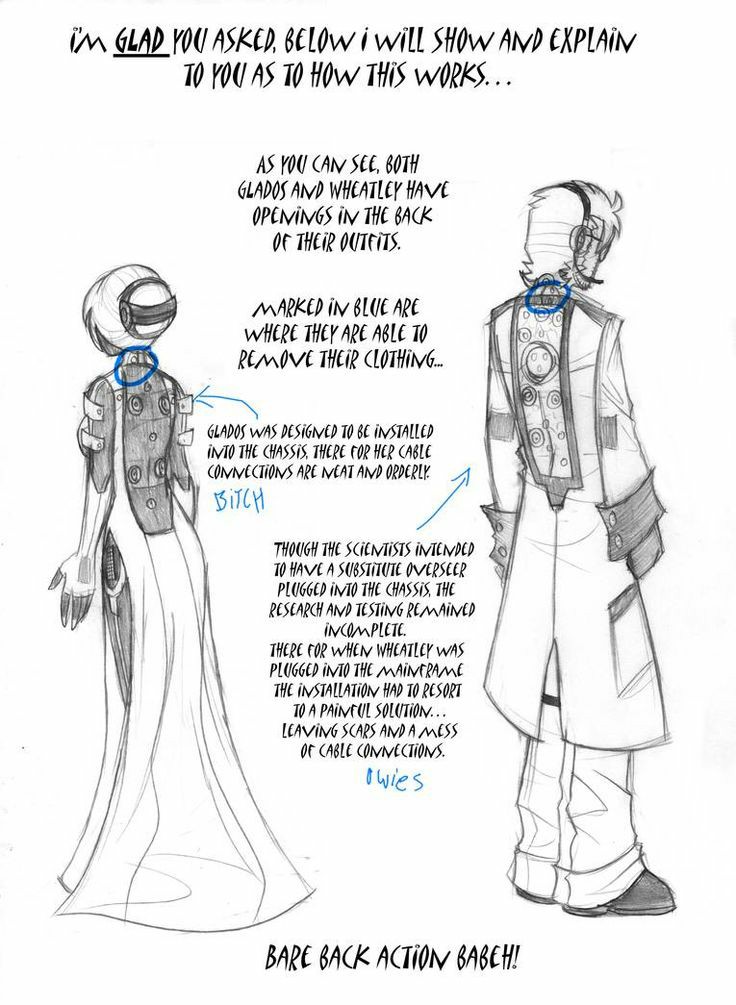 I'M GLAD YOU ASKED, BELOW I WILL SHOW AND EXPLAIN
TO YOU AS TO HOW THIS WORKS...
AS YOU CAN SEE, BOTH
GLADOS AND WHEATLEY HAVE
OPENINGS IN THE BACK
OF THEIR OUTFITS.
MARKED IN BLUE ARE
WHERE THEY ARE ABLE TO
REMOVE THEIR CLOTHING...
GLADOS WAS DESIGNED TO BE INSTALLED
INTO THE CHASSIS, THERE FOR HER CABLE
CONNECTIONS ARE NEAT AND ORDERLY.
BITCH
THOUGH THE SCIENTISTS INTENDED
TO HAVE A SUBSTITUTE OVERSEER
PLUGGED INTO THE CHASSIS, THE
RESEARCH AND TESTING REMAINED
INCOMPLETE.
THERE FOR WHEN WHEATLEY WAS
PLUGGED INTO THE MAINFRAME
THE INSTALLATION HAD TO RESORT
TO A PAINFUL SOLUTION...
LEAVING SCARS AND A MESS
OF CABLE CONNECTIONS.
Owies
BARE BACK ACTION BABEH!